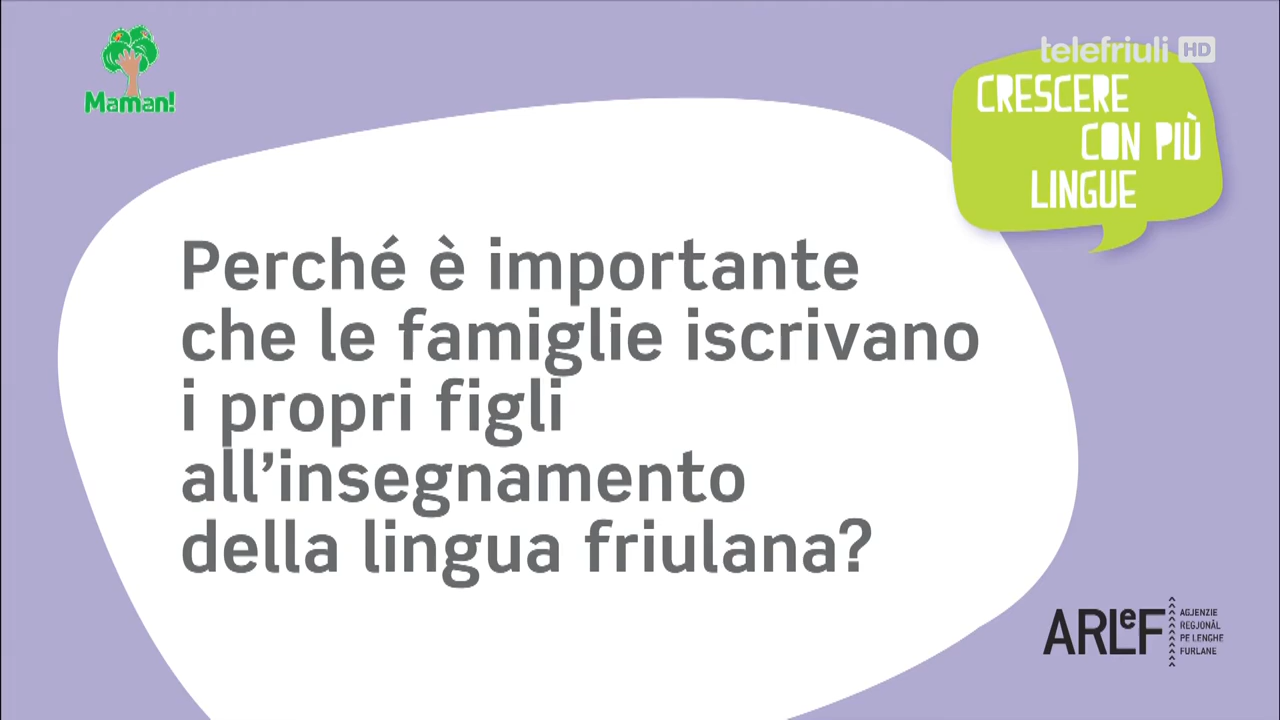 Maman!
telefriuli HD
CRESCERE
CON PIÙ
LINGUE
Perché è importante
che le famiglie iscrivano
i propri figli
all’insegnamento
della lingua friulana?
ARLeF
AGJENZIE
REGJONÂL
PE LENGHE
FURLANE